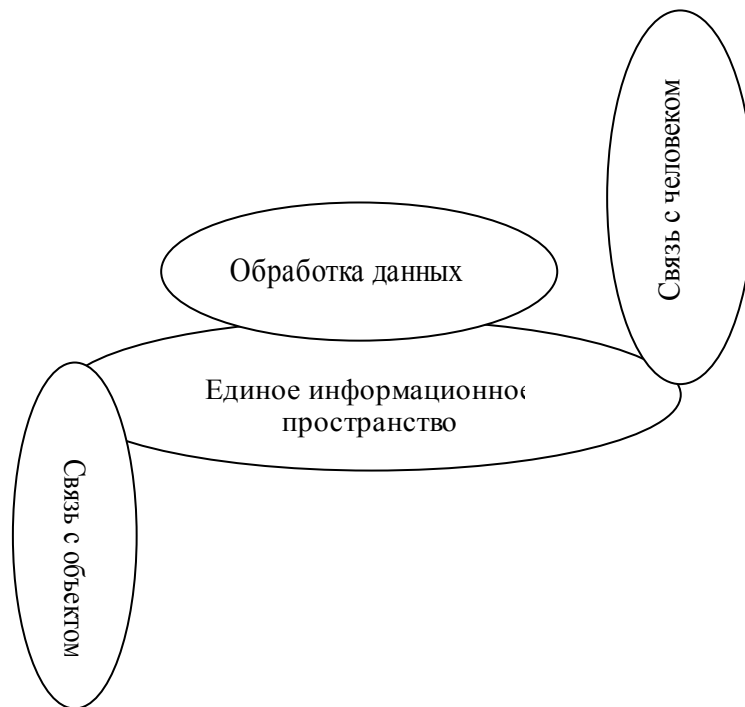 Связь с человеком
Обработка данных
Единое информационное
пространство
Связь с объектом